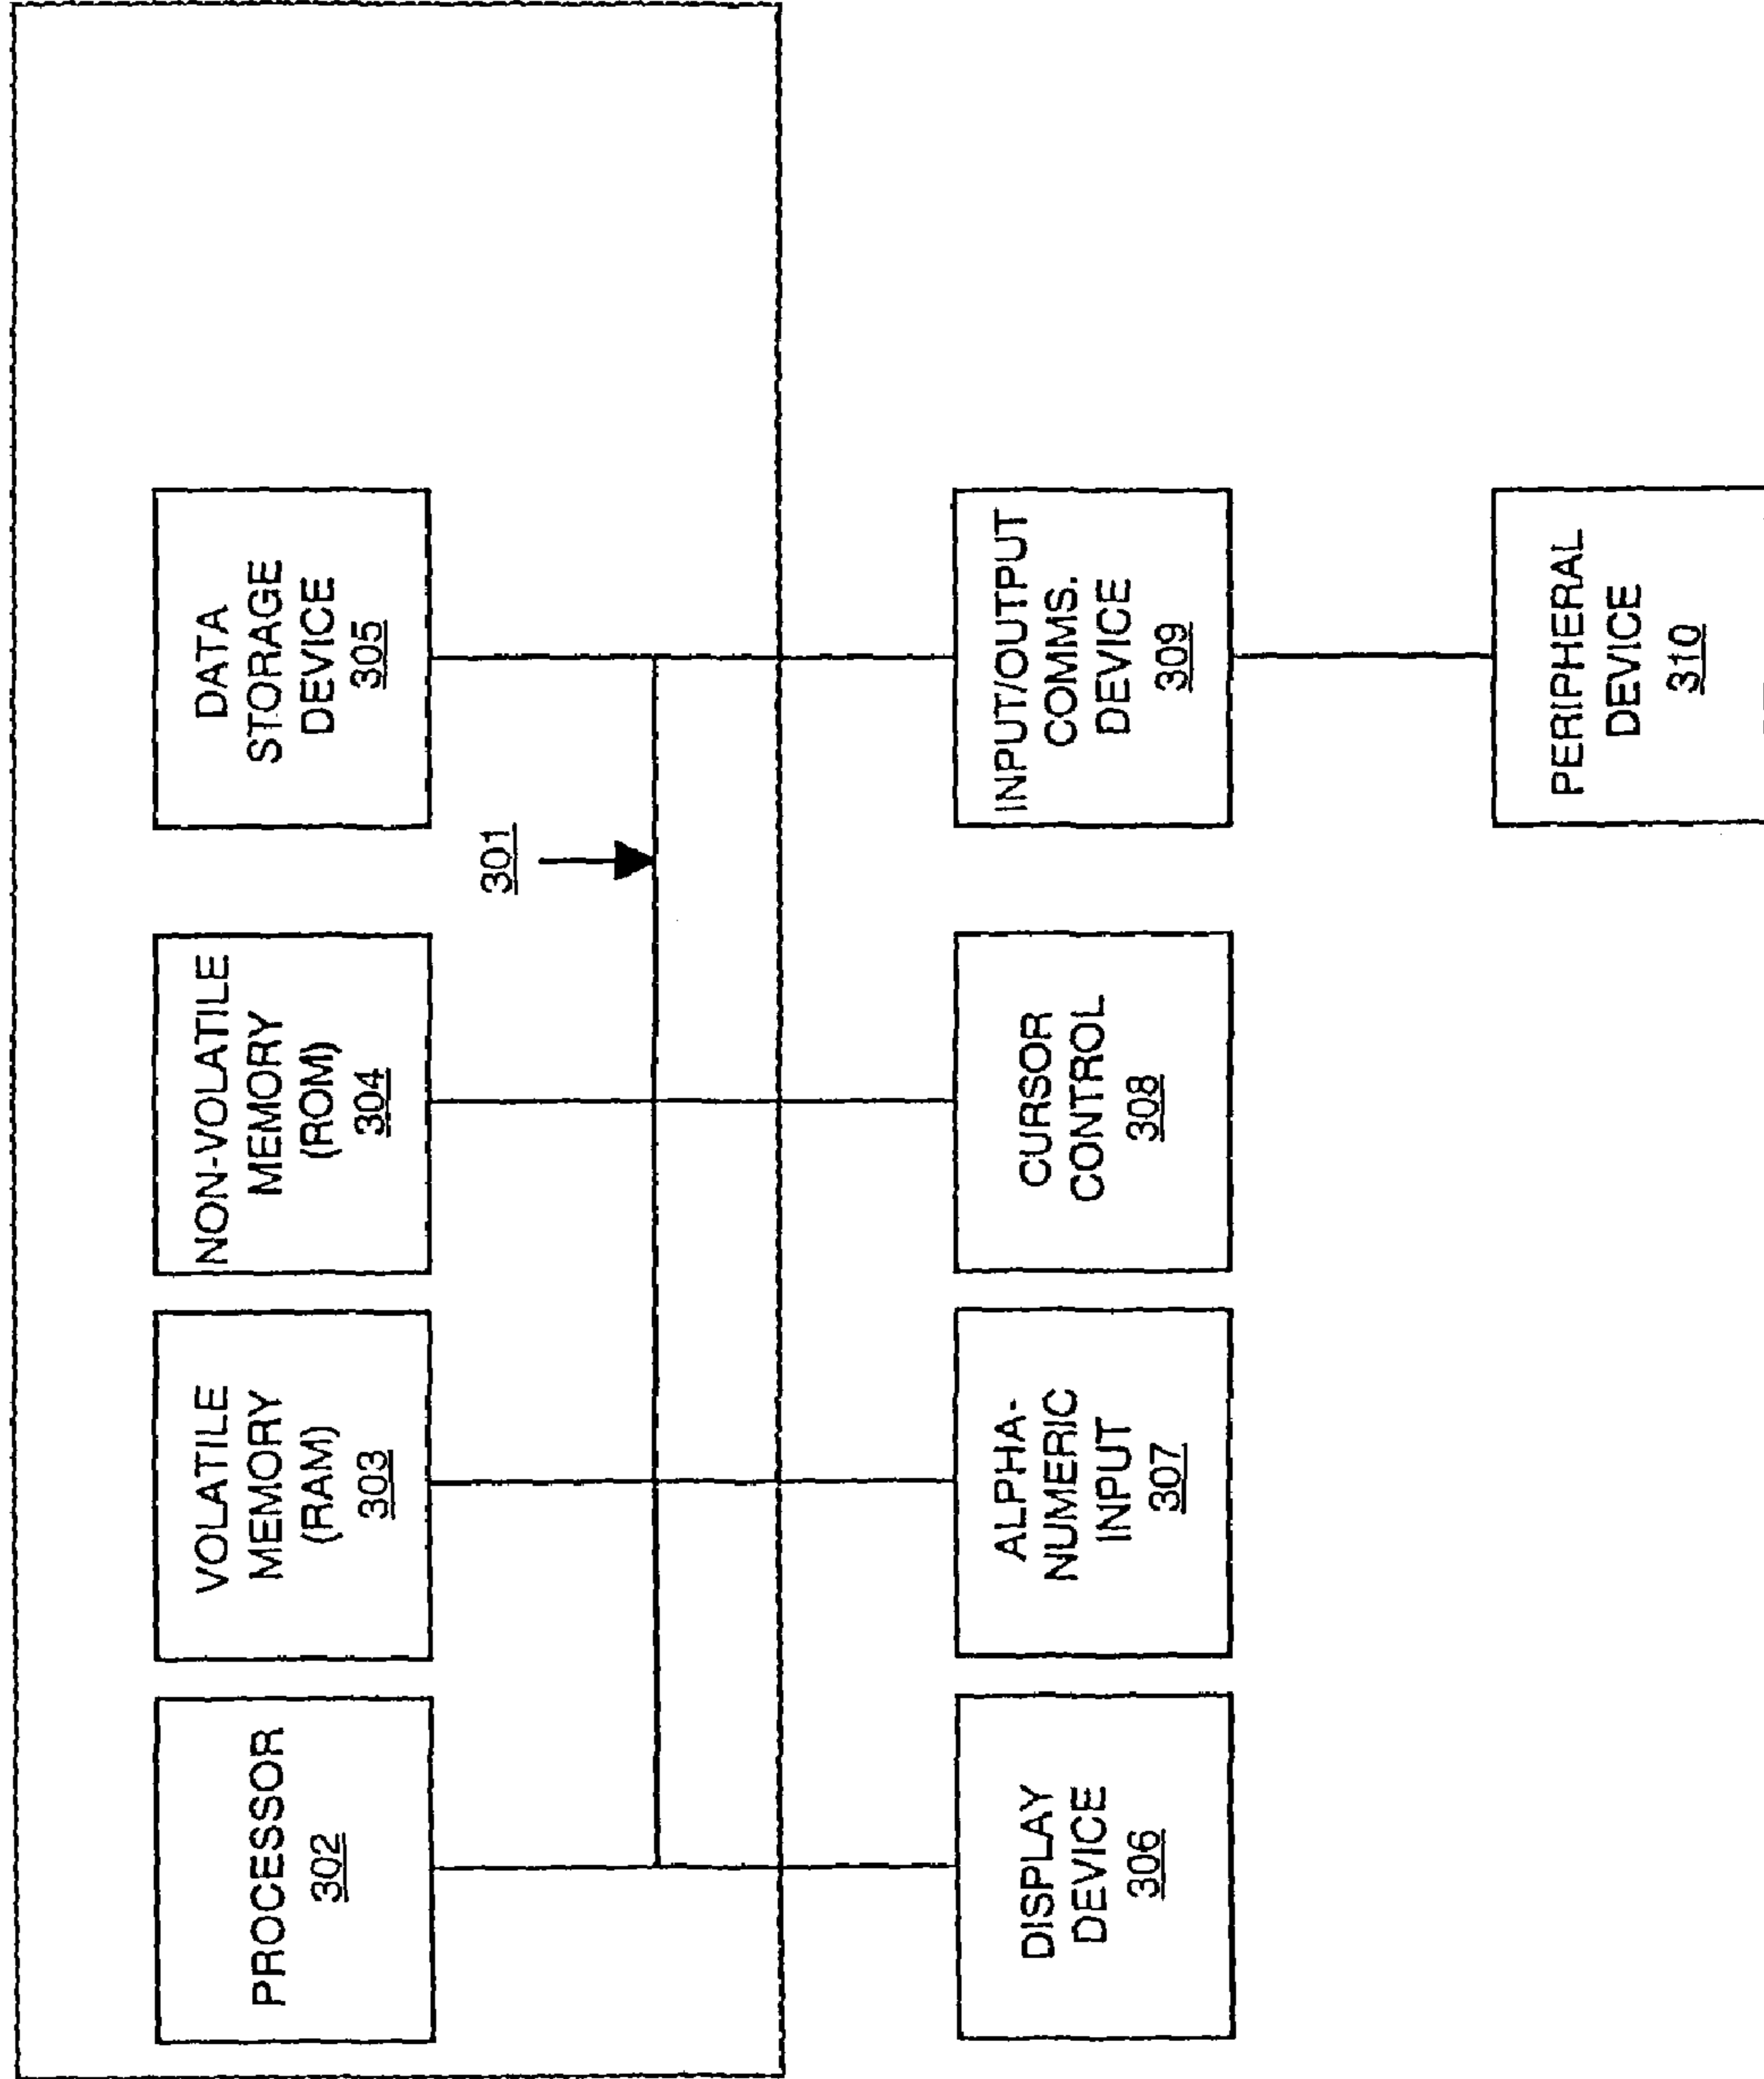 PROCESSOR
302
VOLATILE
MEMORY
(RAM)
303
NON-VOLATILE
MEMORY
(ROM)
304
DATA
STORAGE
DEVICE
305
301
DISPLAY
DEVICE
306
ALPHA-
NUMERIC
INPUT
307
CURSOR
CONTROL
308
INPUT/OUTPUT
COMMS.
DEVICE
309
PERIPHERAL
DEVICE
310